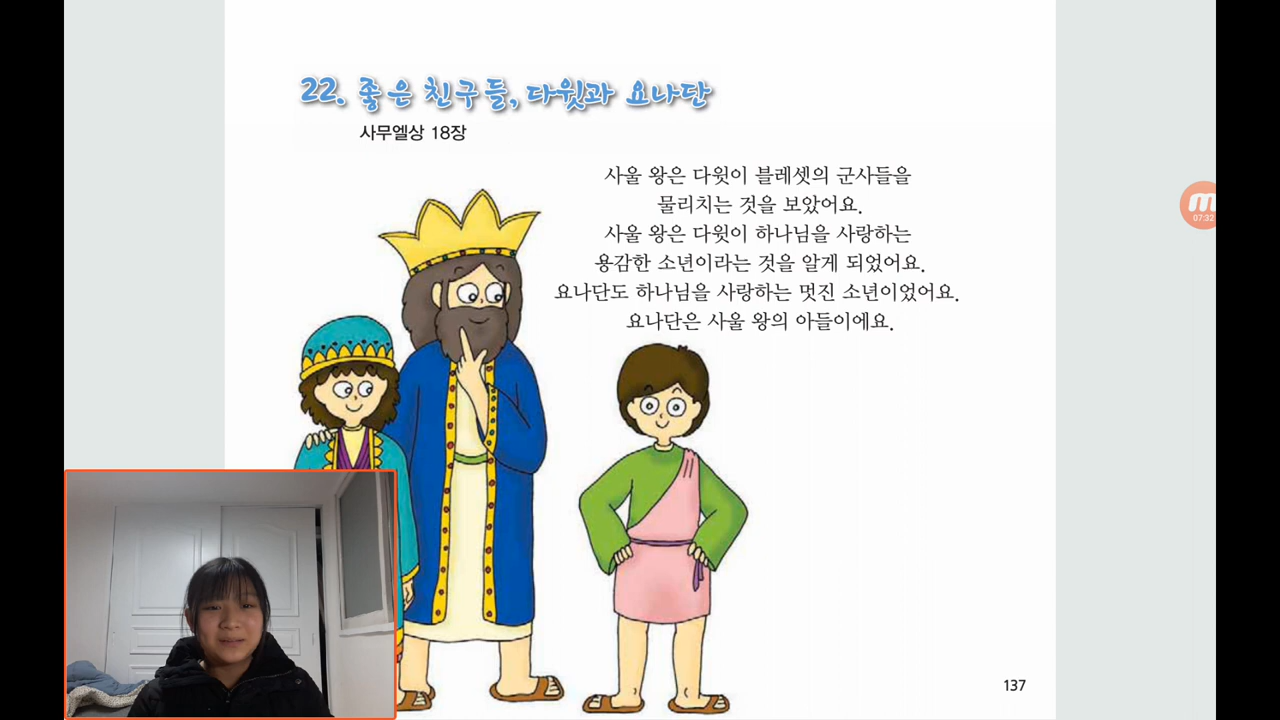 22. 좋은 친구들, 다윗과 요나단
사무엘상 18장
사울 왕은 다윗이 블레셋의 군사들을
물리치는 것을 보았어요.
사울 왕은 다윗이 하나님을 사랑하는
용감한 소년이라는 것을 알게 되었어요.
요나단도 하나님을 사랑하는 멋진 소년이었어요.
요나단은 사울 왕의 아들이에요.
m
07:32
137